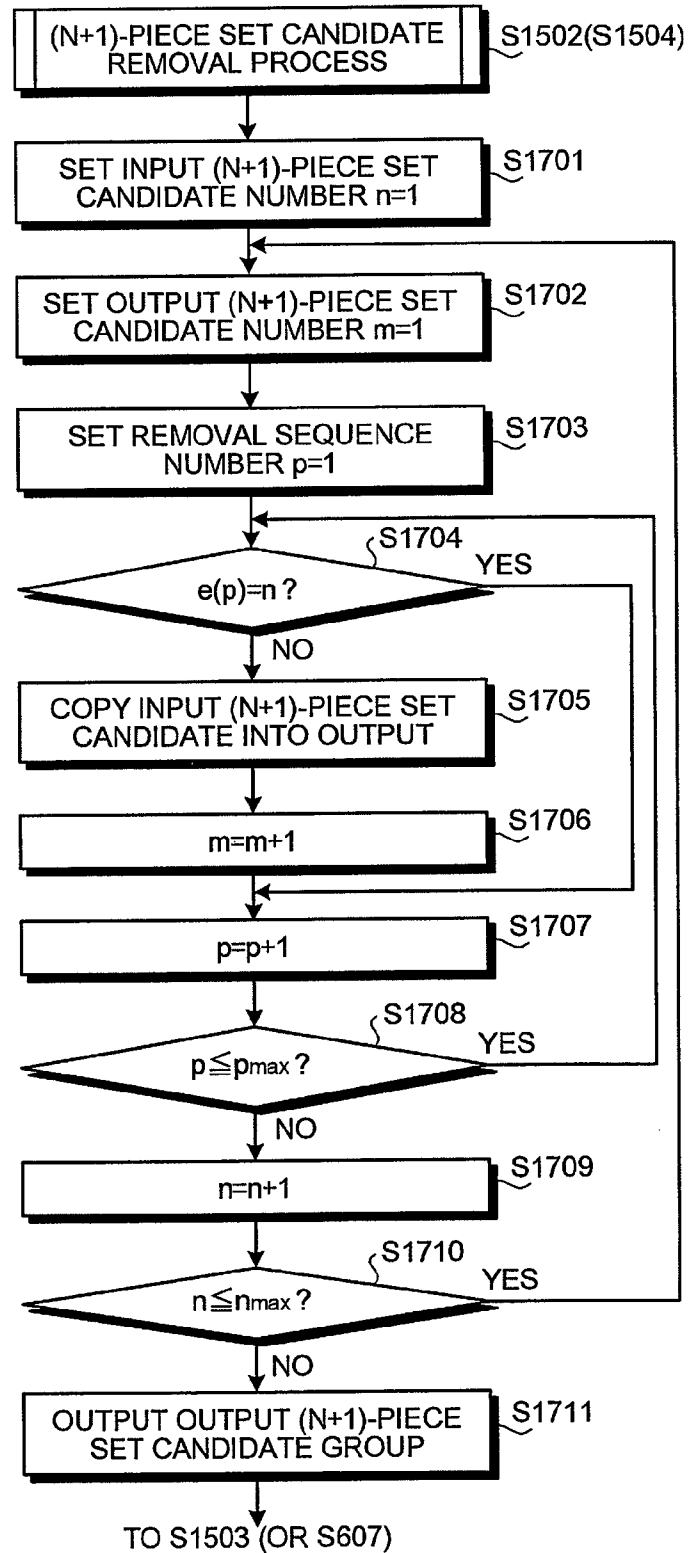 (N+1)-PIECE SET CANDIDATE
REMOVAL PROCESS
S1502(S1504)
SET INPUT (N+1)-PIECE SET
CANDIDATE NUMBER n=1
S1701
SET OUTPUT (N+1)-PIECE SET
CANDIDATE NUMBER m=1
S1702
SET REMOVAL SEQUENCE
NUMBER p=1
S1703
S1704
YES
e(p)=n ?
NO
COPY INPUT (N+1)-PIECE SET
CANDIDATE INTO OUTPUT
S1705
m=m+1
S1706
p=p+1
S1707
S1708
YES
p≦pmax ?
NO
n=n+1
S1709
S1710
YES
n≦nmax ?
NO
OUTPUT OUTPUT (N+1)-PIECE
SET CANDIDATE GROUP
S1711
TO S1503 (OR S607)